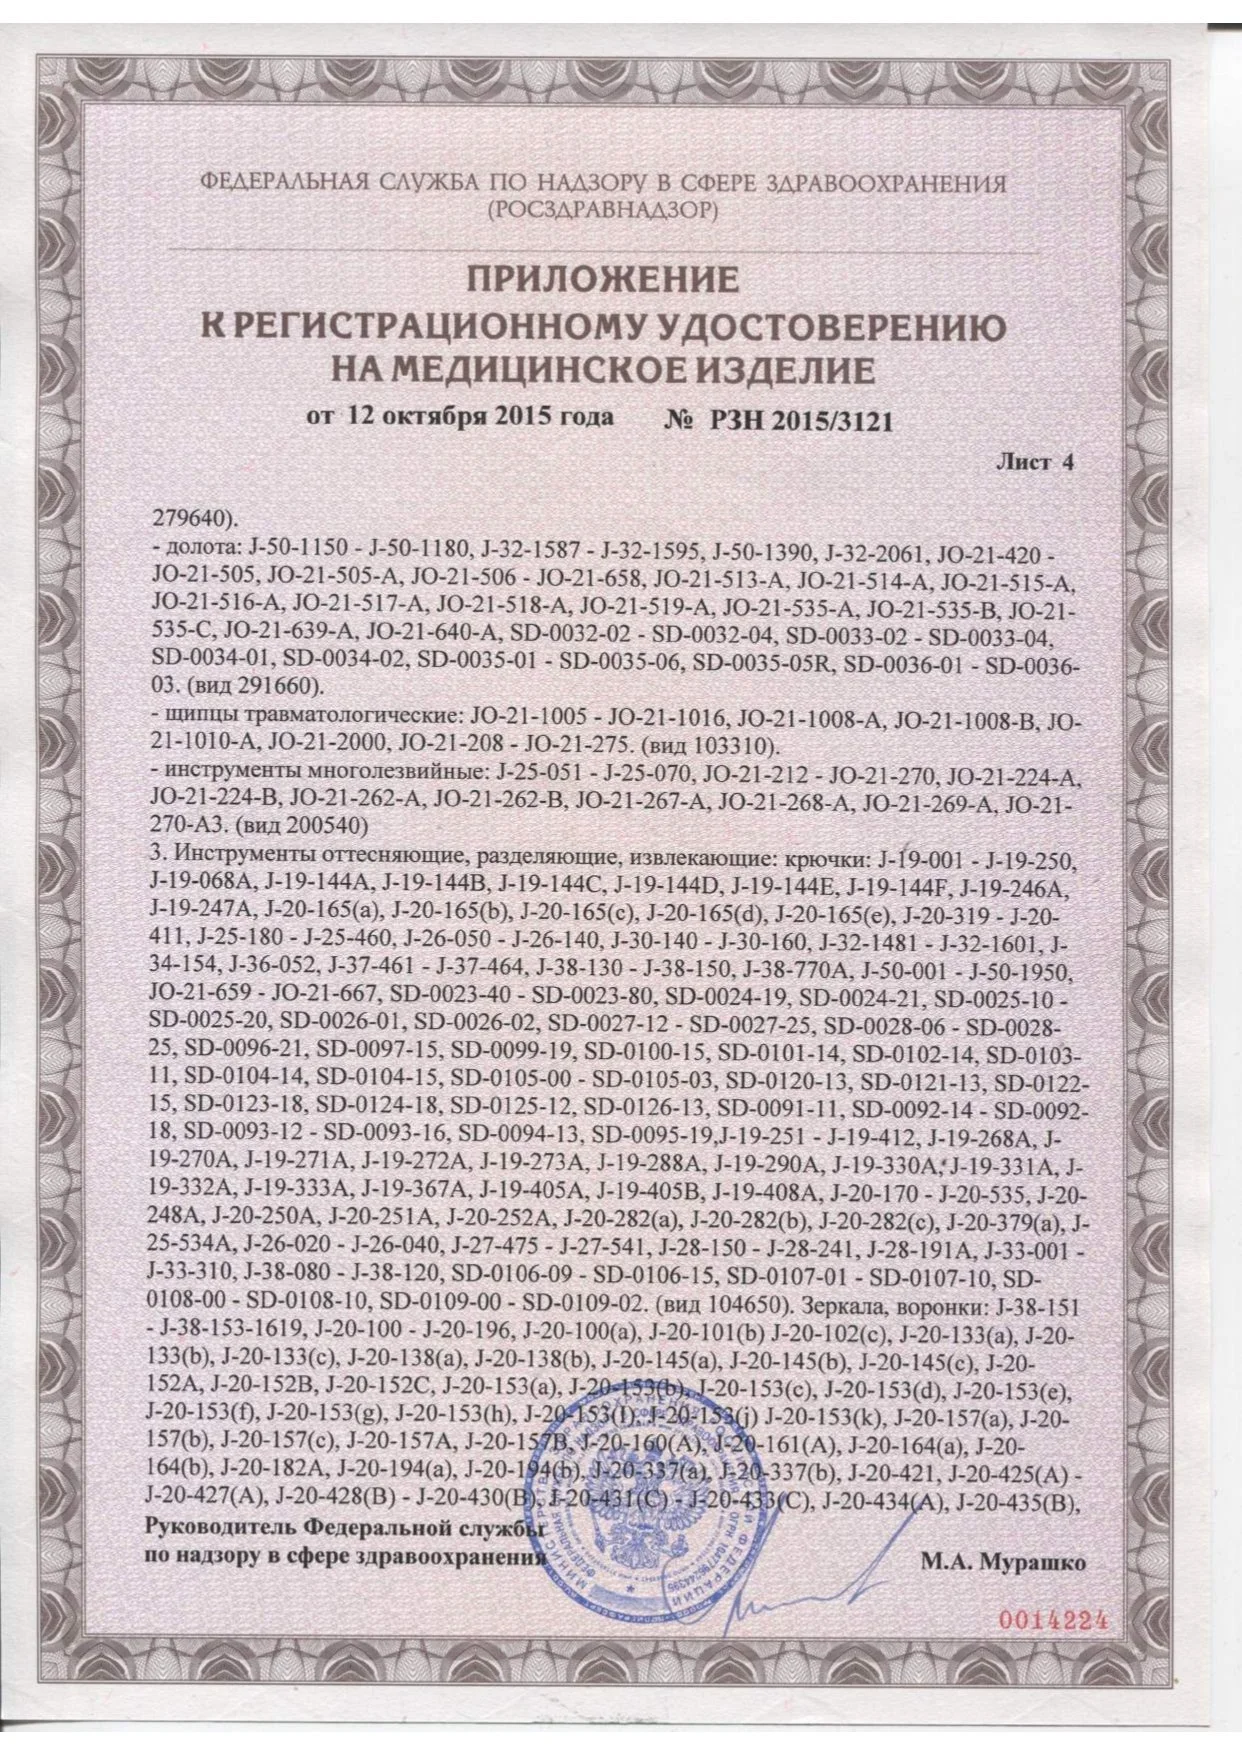 ФЕДЕРАЛЬНАЯ СЛУЖБА ПО НАДЗОРУ В СФЕРЕ ЗДРАВООХРАНЕНИЯ
(РОСЗДРАВНАДЗОР)
ПРИЛОЖЕНИЕ
К РЕГИСТРАЦИОННОМУ УДОСТОВЕРЕНИЮ
НА МЕДИЦИНСКОЕ ИЗДЕЛИЕ
от 12 октября 2015 года № РЗН 2015/3121
Лист 4
279640).
- долота: J-50-1150 - J-50-1180, J-32-1587 - J-32-1595, J-50-1390, J-32-2061, JO-21-420 -
JO-21-505, JO-21-505-A, JO-21-506 - JO-21-658, JO-21-513-A, JO-21-514-A, JO-21-515-A,
JO-21-516-A, JO-21-517-A, JO-21-518-A, JO-21-519-A, JO-21-535-A, JO-21-535-B, JO-21-
535-C, JO-21-639-A, JO-21-640-A, SD-0032-02 - SD-0032-04, SD-0033-02 - SD-0033-04,
SD-0034-01, SD-0034-02, SD-0035-01 - SD-0035-06, SD-0035-05R, SD-0036-01 - SD-0036-
03. (вид 291660).
- щипцы травматологические: JO-21-1005 - JO-21-1016, JO-21-1008-A, JO-21-1008-B, JO-
21-1010-A, JO-21-2000, JO-21-208 - JO-21-275. (вид 103310).
- инструменты многолезвийные: J-25-051 - J-25-070, JO-21-212 - JO-21-270, JO-21-224-A,
JO-21-224-B, JO-21-262-A, JO-21-262-B, JO-21-267-A, JO-21-268-A, JO-21-269-A, JO-21-
270-A3. (вид 200540)
3. Инструменты оттесняющие, разделяющие, извлекающие: крючки: J-19-001 - J-19-250,
J-19-068A, J-19-144A, J-19-144B, J-19-144C, J-19-144D, J-19-144E, J-19-144F, J-19-246A,
J-19-247A, J-20-165(a), J-20-165(b), J-20-165(c), J-20-165(d), J-20-165(e), J-20-319 - J-20-
411, J-25-180 - J-25-460, J-26-050 - J-26-140, J-30-140 - J-30-160, J-32-1481 - J-32-1601, J-
34-154, J-36-052, J-37-461 - J-37-464, J-38-130 - J-38-150, J-38-770A, J-50-001 - J-50-1950,
JO-21-659 - JO-21-667, SD-0023-40 - SD-0023-80, SD-0024-19, SD-0024-21, SD-0025-10 -
SD-0025-20, SD-0026-01, SD-0026-02, SD-0027-12 - SD-0027-25, SD-0028-06 - SD-0028-
25, SD-0096-21, SD-0097-15, SD-0099-19, SD-0100-15, SD-0101-14, SD-0102-14, SD-0103-
11, SD-0104-14, SD-0104-15, SD-0105-00 - SD-0105-03, SD-0120-13, SD-0121-13, SD-0122-
15, SD-0123-18, SD-0124-18, SD-0125-12, SD-0126-13, SD-0091-11, SD-0092-14 - SD-0092-
18, SD-0093-12 - SD-0093-16, SD-0094-13, SD-0095-19,J-19-251 - J-19-412, J-19-268A, J-
19-270A, J-19-271A, J-19-272A, J-19-273A, J-19-288A, J-19-290A, J-19-330A, J-19-331A, J-
19-332A, J-19-333A, J-19-367A, J-19-405A, J-19-405B, J-19-408A, J-20-170 - J-20-535, J-20-
248A, J-20-250A, J-20-251A, J-20-252A, J-20-282(a), J-20-282(b), J-20-282(c), J-20-379(a), J-
25-534A, J-26-020 - J-26-040, J-27-475 - J-27-541, J-28-150 - J-28-241, J-28-191A, J-33-001 -
J-33-310, J-38-080 - J-38-120, SD-0106-09 - SD-0106-15, SD-0107-01 - SD-0107-10, SD-
0108-00 - SD-0108-10, SD-0109-00 - SD-0109-02. (вид 104650). Зеркала, воронки: J-38-151
- J-38-153-1619, J-20-100 - J-20-196, J-20-100(a), J-20-101(b) J-20-102(c), J-20-133(a), J-20-
133(b), J-20-133(c), J-20-138(a), J-20-138(b), J-20-145(a), J-20-145(b), J-20-145(c), J-20-
152A, J-20-152B, J-20-152C, J-20-153(a), J-20-153(b), J-20-153(c), J-20-153(d), J-20-153(e),
J-20-153(f), J-20-153(g), J-20-153(h), J-20-153(i), J-20-153(j) J-20-153(k), J-20-157(a), J-20-
157(b), J-20-157(c), J-20-157A, J-20-157B, J-20-160(A), J-20-161(A), J-20-164(a), J-20-
164(b), J-20-182A, J-20-194(a), J-20-194(b), J-20-337(a), J-20-337(b), J-20-421, J-20-425(A) -
J-20-427(A), J-20-428(B) - J-20-430(B), J-20-431(C) - J-20-433(C), J-20-434(A), J-20-435(B),
Руководитель Федеральной службы
по надзору в сфере здравоохранения
М.А. Мурашко
0014224